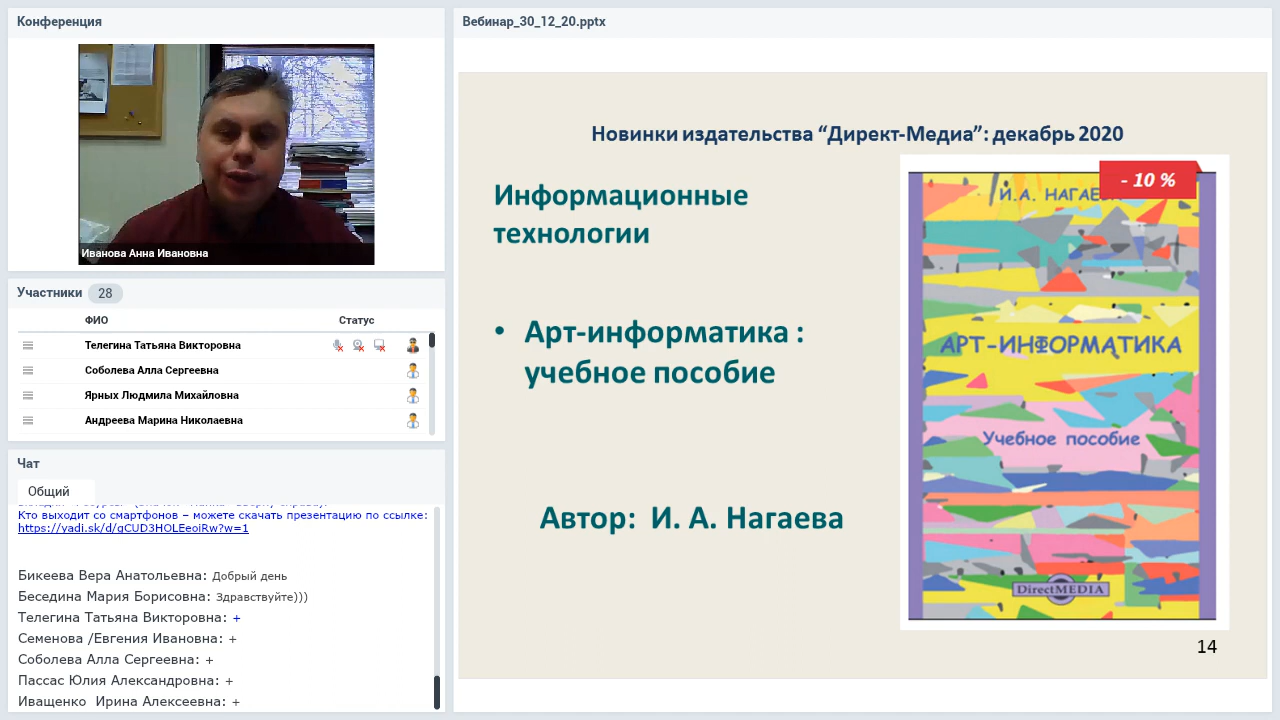 Конференция
Иванова Анна Ивановна
Участники 28
ФИО Статус
Телегина Татьяна Викторовна
Соболева Алла Сергеевна
Ярных Людмила Михайловна
Андреева Марина Николаевна
Чат
Общий
Кто выходит со смартфонов – можете скачать презентацию по ссылке:
https://yadi.sk/d/gCUD3HOLEeoiRw?w=1
Бикеева Вера Анатольевна: Добрый день
Беседина Мария Борисовна: Здравствуйте)))
Телегина Татьяна Викторовна: +
Семенова /Евгения Ивановна: +
Соболева Алла Сергеевна: +
Пассас Юлия Александровна: +
Иващенко  Ирина Алексеевна: +
Вебинар_30_12_20.pptx
Новинки издательства “Директ-Медиа”: декабрь 2020
Информационные
технологии
• Арт-информатика :
учебное пособие
Автор:  И. А. Нагаева
- 10 %
И.А.
АРТ-ИНФОРМАТИКА
Учебное пособие
DirectMEDIA
14